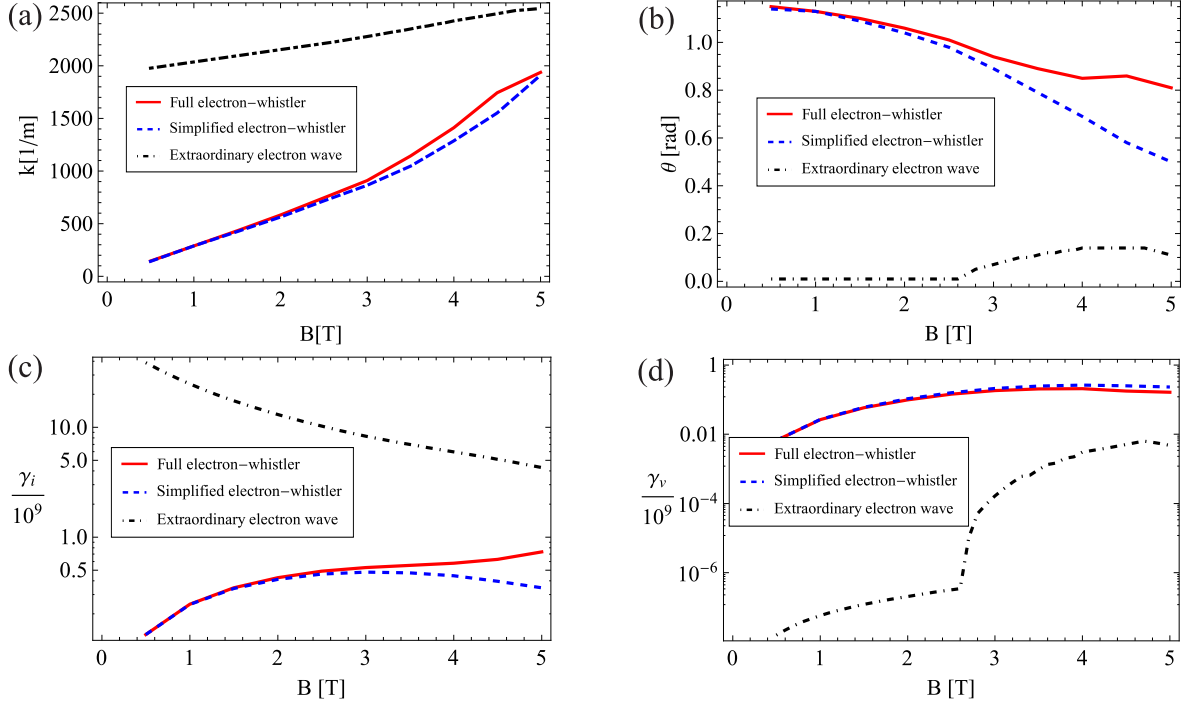 (a)
2500
2000
1500
1000
500
0
k[1/m]
Full electron−whistler
Simplified electron−whistler
Extraordinary electron wave
0 1 2 3 4 5
B[T]
(b)
1.0
0.8
0.6
0.4
0.2
0.0
θ [rad]
Full electron−whistler
Simplified electron−whistler
Extraordinary electron wave
0 1 2 3 4 5
B [T]
(c)
10.0
5.0
1.0
0.5
γi
10⁹
Full electron−whistler
Simplified electron−whistler
Extraordinary electron wave
0 1 2 3 4 5
B [T]
(d)
1
0.01
10⁻⁴
10⁻⁶
γv
10⁹
Full electron−whistler
Simplified electron−whistler
Extraordinary electron wave
0 1 2 3 4 5
B [T]